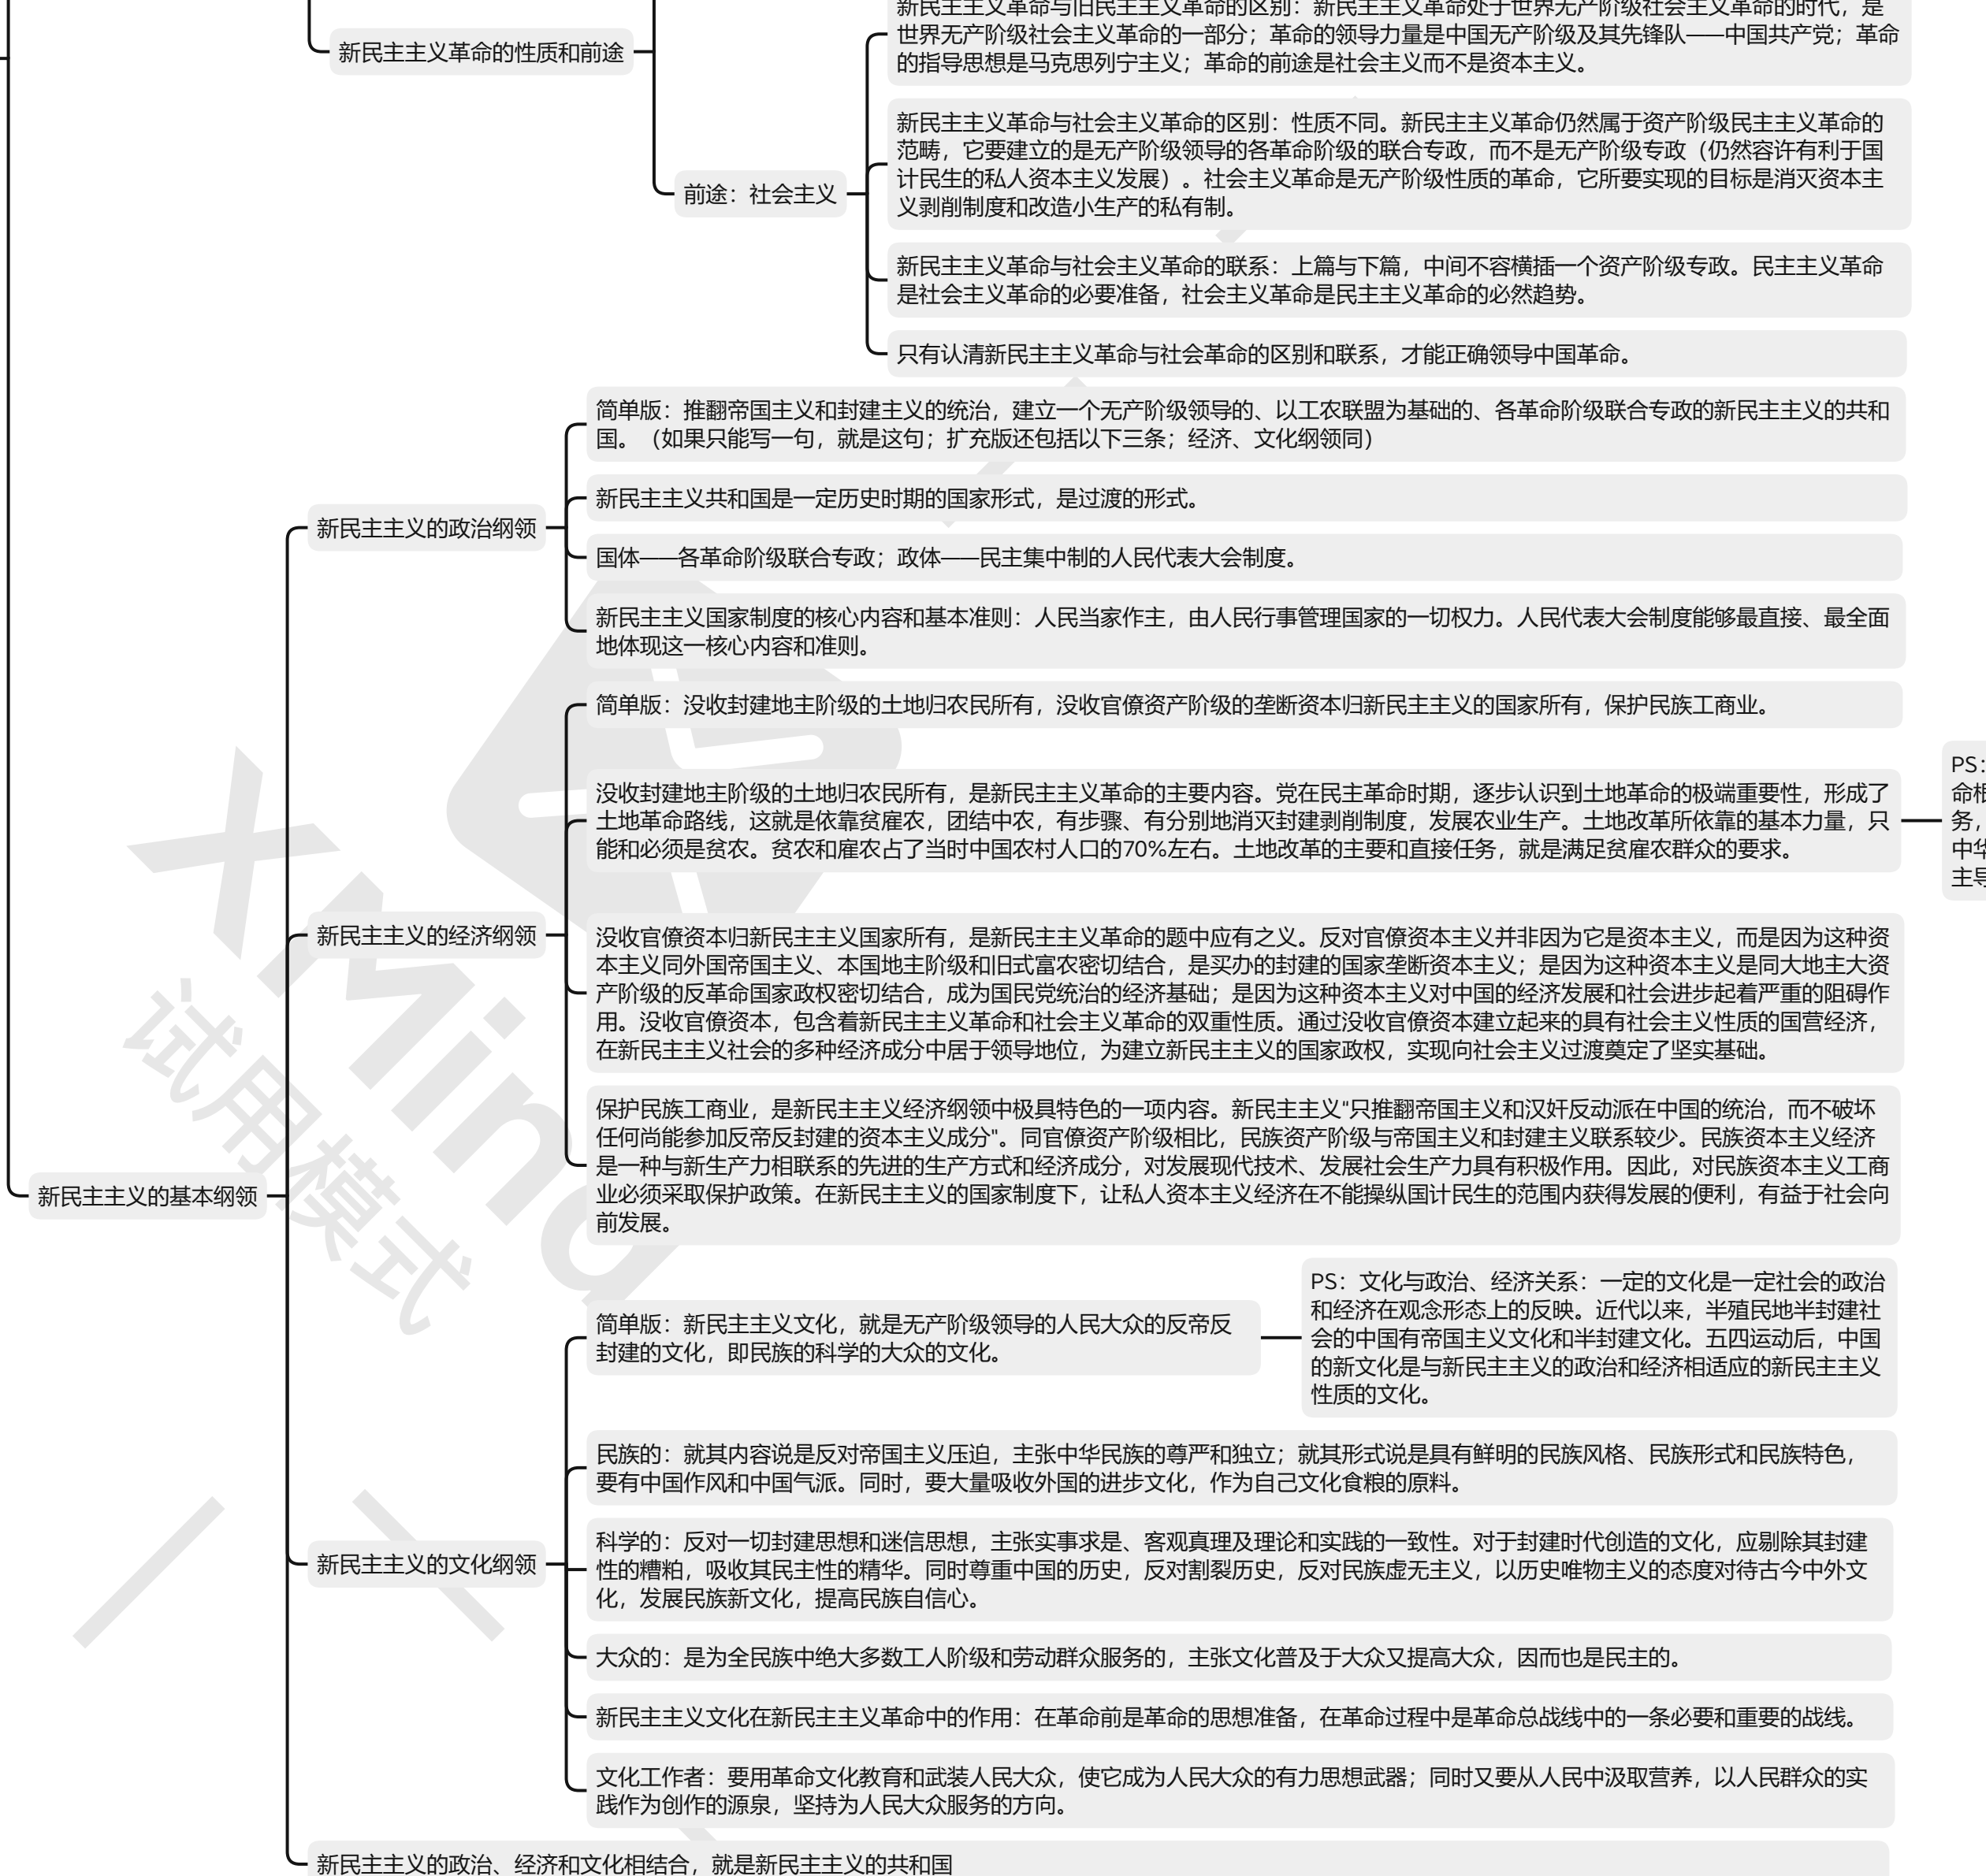 新民主主义革命与旧民主主义革命的区别：新民主主义革命处于世界无产阶级社会主义革命的时代，是
世界无产阶级社会主义革命的一部分；革命的领导力量是中国无产阶级及其先锋队——中国共产党；革命
的指导思想是马克思列宁主义；革命的前途是社会主义而不是资本主义。
新民主主义革命的性质和前途
新民主主义革命与社会主义革命的区别：性质不同。新民主主义革命仍然属于资产阶级民主主义革命的
范畴，它要建立的是无产阶级领导的各革命阶级的联合专政，而不是无产阶级专政（仍然容许有利于国
计民生的私人资本主义发展）。社会主义革命是无产阶级性质的革命，它所要实现的目标是消灭资本主
义剥削制度和改造小生产的私有制。
前途：社会主义
新民主主义革命与社会主义革命的联系：上篇与下篇，中间不容横插一个资产阶级专政。民主主义革命
是社会主义革命的必要准备，社会主义革命是民主主义革命的必然趋势。
只有认清新民主主义革命与社会革命的区别和联系，才能正确领导中国革命。
简单版：推翻帝国主义和封建主义的统治，建立一个无产阶级领导的、以工农联盟为基础的、各革命阶级联合专政的新民主主义的共和
国。（如果只能写一句，就是这句；扩充版还包括以下三条；经济、文化纲领同）
新民主主义共和国是一定历史时期的国家形式，是过渡的形式。
新民主主义的政治纲领
国体——各革命阶级联合专政；政体——民主集中制的人民代表大会制度。
新民主主义国家制度的核心内容和基本准则：人民当家作主，由人民行事管理国家的一切权力。人民代表大会制度能够最直接、最全面
地体现这一核心内容和准则。
简单版：没收封建地主阶级的土地归农民所有，没收官僚资产阶级的垄断资本归新民主主义的国家所有，保护民族工商业。
没收封建地主阶级的土地归农民所有，是新民主主义革命的主要内容。党在民主革命时期，逐步认识到土地革命的极端重要性，形成了
土地革命路线，这就是依靠贫雇农，团结中农，有步骤、有分别地消灭封建剥削制度，发展农业生产。土地改革所依靠的基本力量，只
能和必须是贫农。贫农和雇农占了当时中国农村人口的70%左右。土地改革的主要和直接任务，就是满足贫雇农群众的要求。
PS：
命根
务，
中华
主导
新民主主义的经济纲领
没收官僚资本归新民主主义国家所有，是新民主主义革命的题中应有之义。反对官僚资本主义并非因为它是资本主义，而是因为这种资
本主义同外国帝国主义、本国地主阶级和旧式富农密切结合，是买办的封建的国家垄断资本主义；是因为这种资本主义是同大地主大资
产阶级的反革命国家政权密切结合，成为国民党统治的经济基础；是因为这种资本主义对中国的经济发展和社会进步起着严重的阻碍作
用。没收官僚资本，包含着新民主主义革命和社会主义革命的双重性质。通过没收官僚资本建立起来的具有社会主义性质的国营经济，
在新民主主义社会的多种经济成分中居于领导地位，为建立新民主主义的国家政权，实现向社会主义过渡奠定了坚实基础。
保护民族工商业，是新民主主义经济纲领中极具特色的一项内容。新民主主义"只推翻帝国主义和汉奸反动派在中国的统治，而不破坏
任何尚能参加反帝反封建的资本主义成分"。同官僚资产阶级相比，民族资产阶级与帝国主义和封建主义联系较少。民族资本主义经济
是一种与新生产力相联系的先进的生产方式和经济成分，对发展现代技术、发展社会生产力具有积极作用。因此，对民族资本主义工商
业必须采取保护政策。在新民主主义的国家制度下，让私人资本主义经济在不能操纵国计民生的范围内获得发展的便利，有益于社会向
前发展。
新民主主义的基本纲领
简单版：新民主主义文化，就是无产阶级领导的人民大众的反帝反
封建的文化，即民族的科学的大众的文化。
PS：文化与政治、经济关系：一定的文化是一定社会的政治
和经济在观念形态上的反映。近代以来，半殖民地半封建社
会的中国有帝国主义文化和半封建文化。五四运动后，中国
的新文化是与新民主主义的政治和经济相适应的新民主主义
性质的文化。
民族的：就其内容说是反对帝国主义压迫，主张中华民族的尊严和独立；就其形式说是具有鲜明的民族风格、民族形式和民族特色，
要有中国作风和中国气派。同时，要大量吸收外国的进步文化，作为自己文化食粮的原料。
科学的：反对一切封建思想和迷信思想，主张实事求是、客观真理及理论和实践的一致性。对于封建时代创造的文化，应剔除其封建
性的糟粕，吸收其民主性的精华。同时尊重中国的历史，反对割裂历史，反对民族虚无主义，以历史唯物主义的态度对待古今中外文
化，发展民族新文化，提高民族自信心。
新民主主义的文化纲领
大众的：是为全民族中绝大多数工人阶级和劳动群众服务的，主张文化普及于大众又提高大众，因而也是民主的。
新民主主义文化在新民主主义革命中的作用：在革命前是革命的思想准备，在革命过程中是革命总战线中的一条必要和重要的战线。
文化工作者：要用革命文化教育和武装人民大众，使它成为人民大众的有力思想武器；同时又要从人民中汲取营养，以人民群众的实
践作为创作的源泉，坚持为人民大众服务的方向。
新民主主义的政治、经济和文化相结合，就是新民主主义的共和国
XMind
试用模式